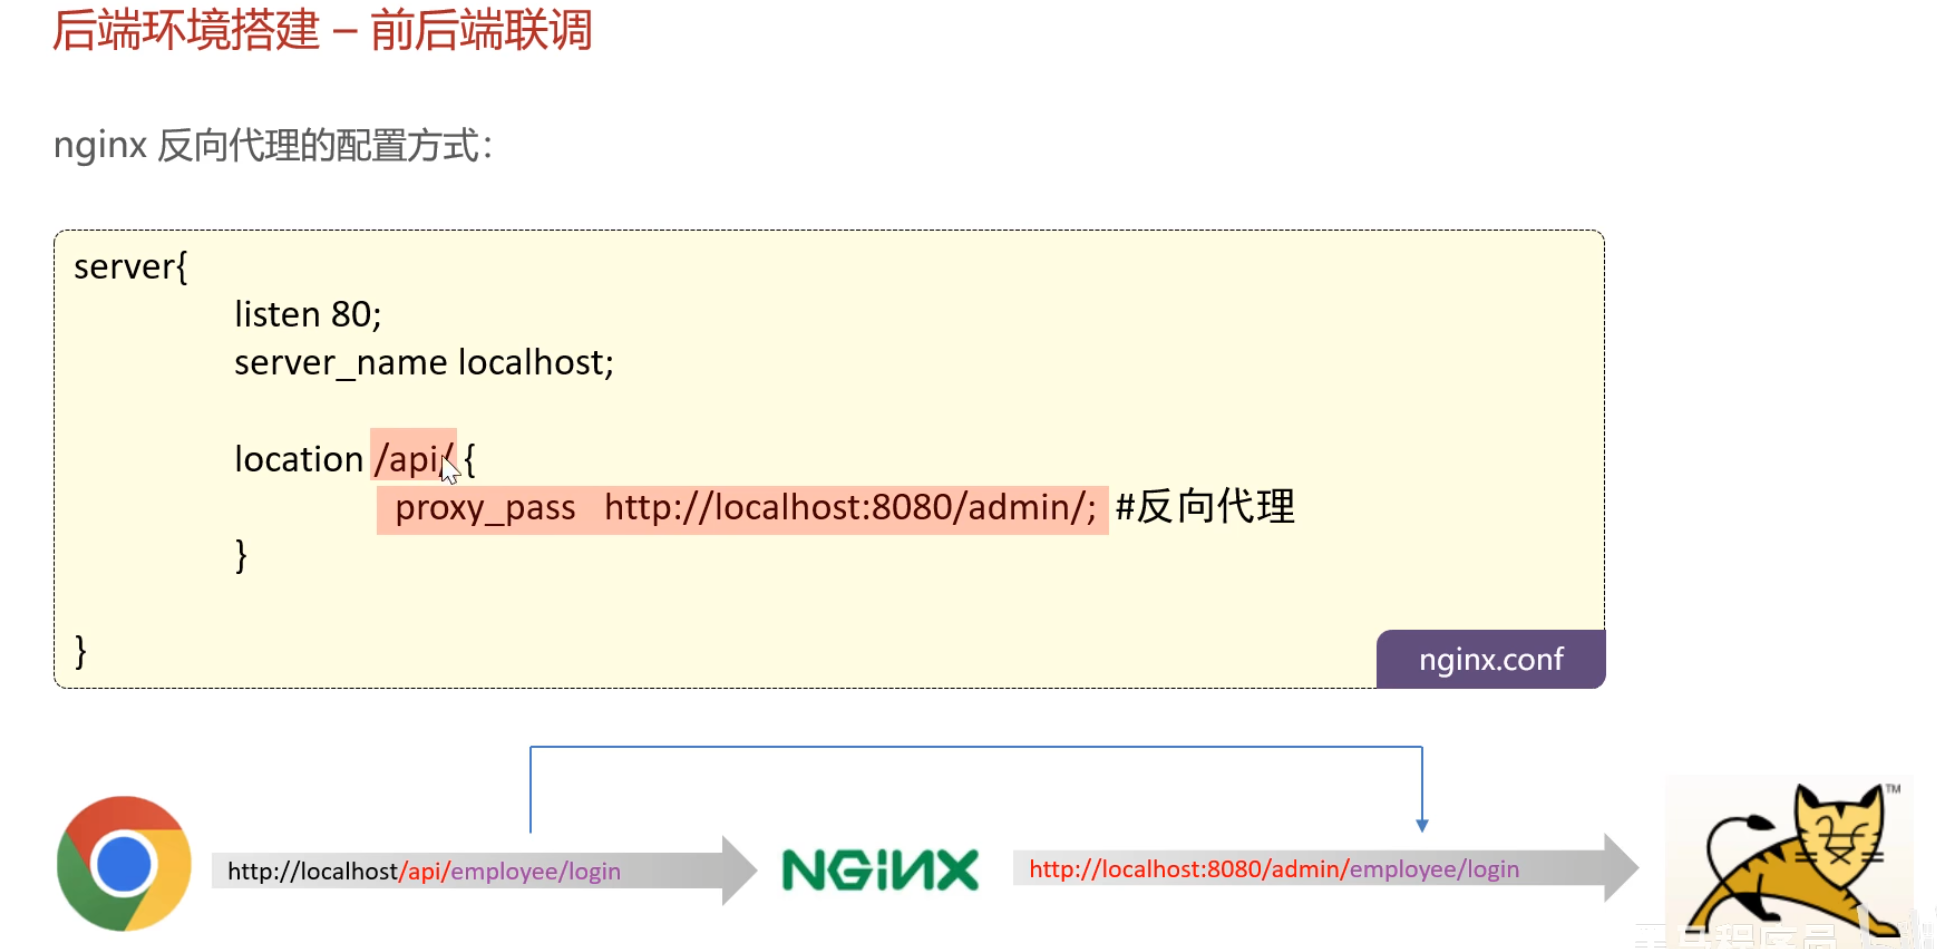 后端环境搭建 – 前后端联调
nginx 反向代理的配置方式：
server{
listen 80;
server_name localhost;
location /api/ {
proxy_pass http://localhost:8080/admin/; #反向代理
}
}
nginx.conf
http://localhost/api/employee/login
NGINX
http://localhost:8080/admin/employee/login
TM